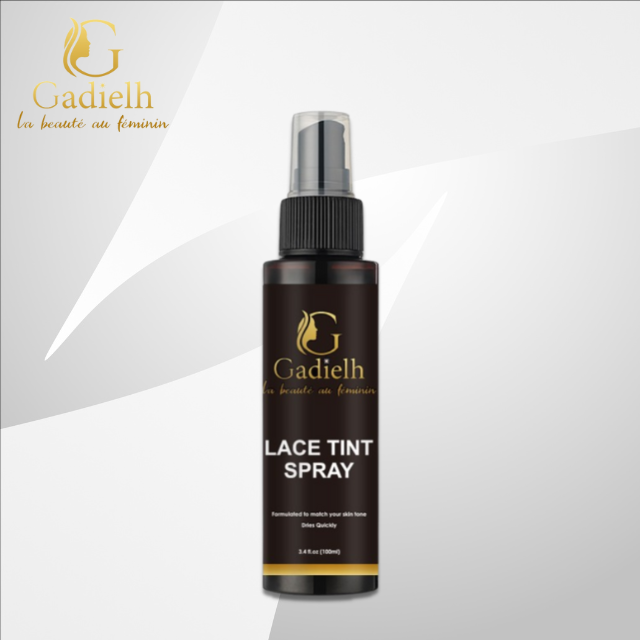 Gadielh
la beauté au féminin
Gadielh
la beauté au féminin
LACE TINT
SPRAY
Formulated to match your skin tone
Dries Quickly
3.4 fl.oz (100ml)